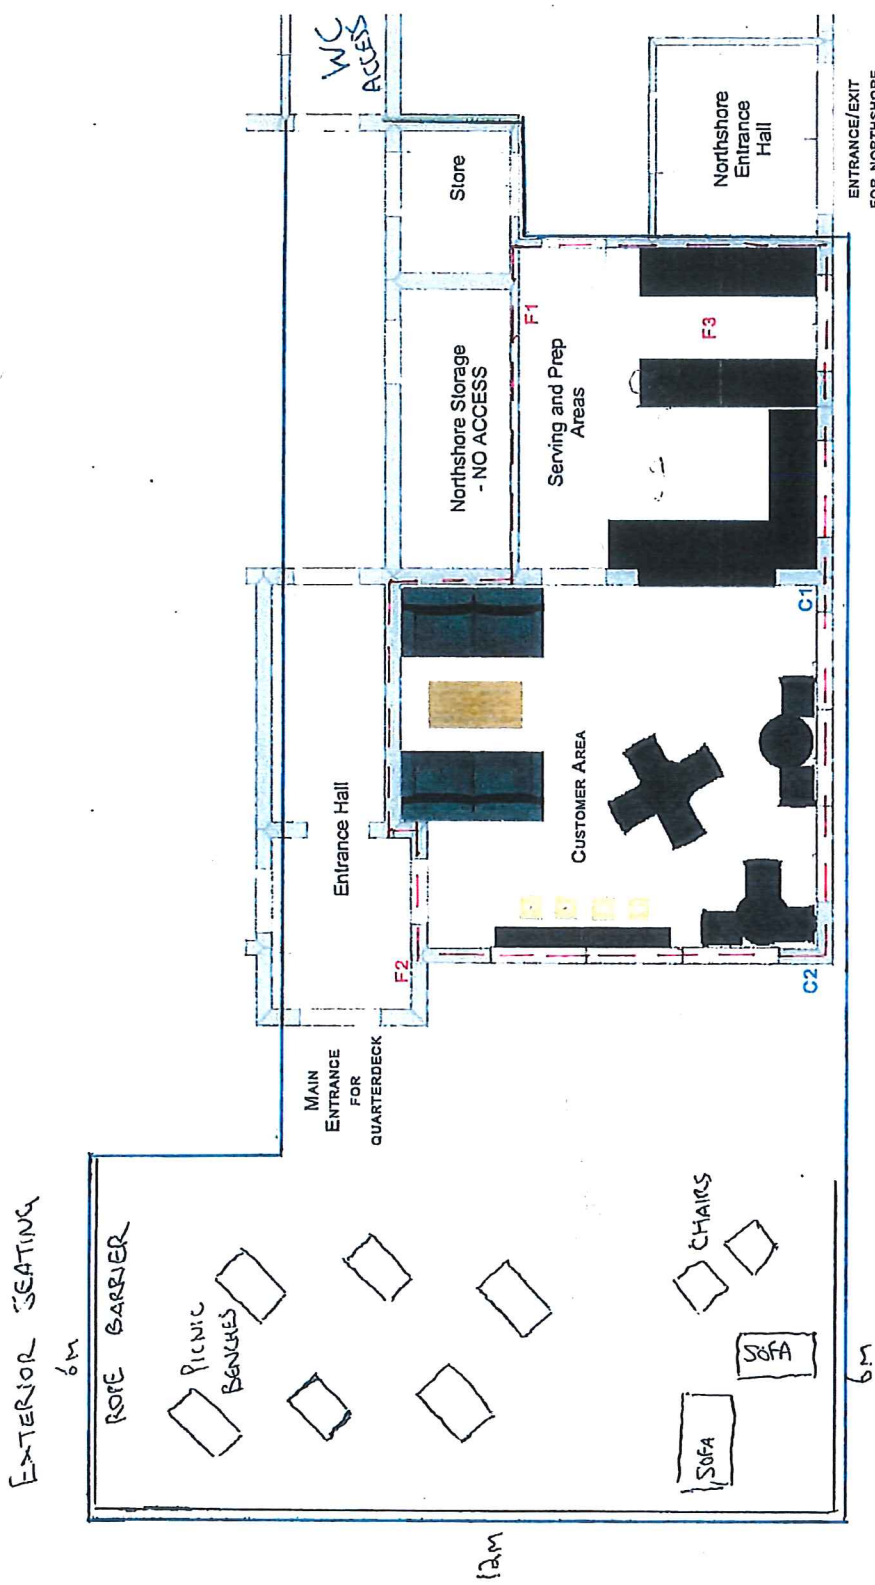 EXTERIOR SEATING
6M
ROPE BARRIER
PICNIC
BENCHES
12M
SOFA
SOFA
CHAIRS
6M
MAIN
ENTRANCE
FOR
QUARTERDECK
Entrance Hall
F2
C2
CUSTOMER AREA
C1
Northshore Storage
- NO ACCESS
Store
WC
ACCESS
F1
Serving and Prep
Areas
F3
Northshore
Entrance
Hall
ENTRANCE/EXIT
FOR NORTHSHORE